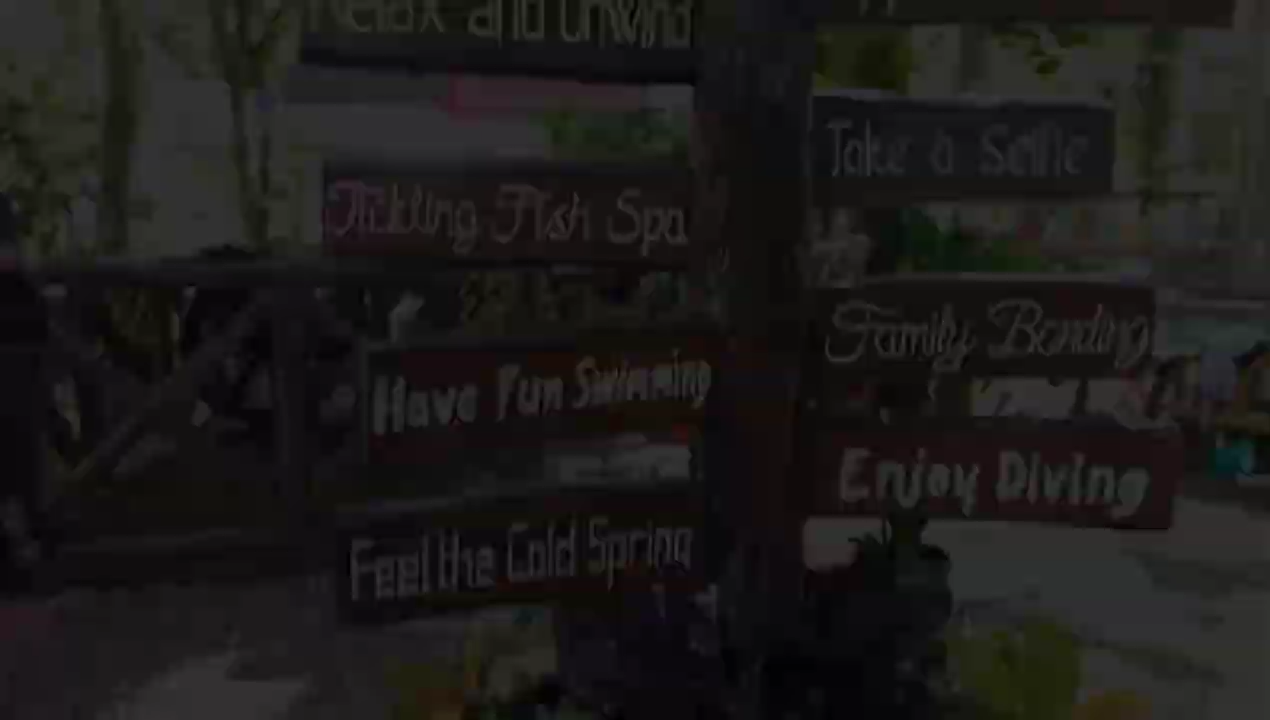 Relax and Unwind
Tickling Fish Spa
Have Fun Swimming
Feel the Cold Spring
Take a Selfie
Family Bonding
Enjoy Diving